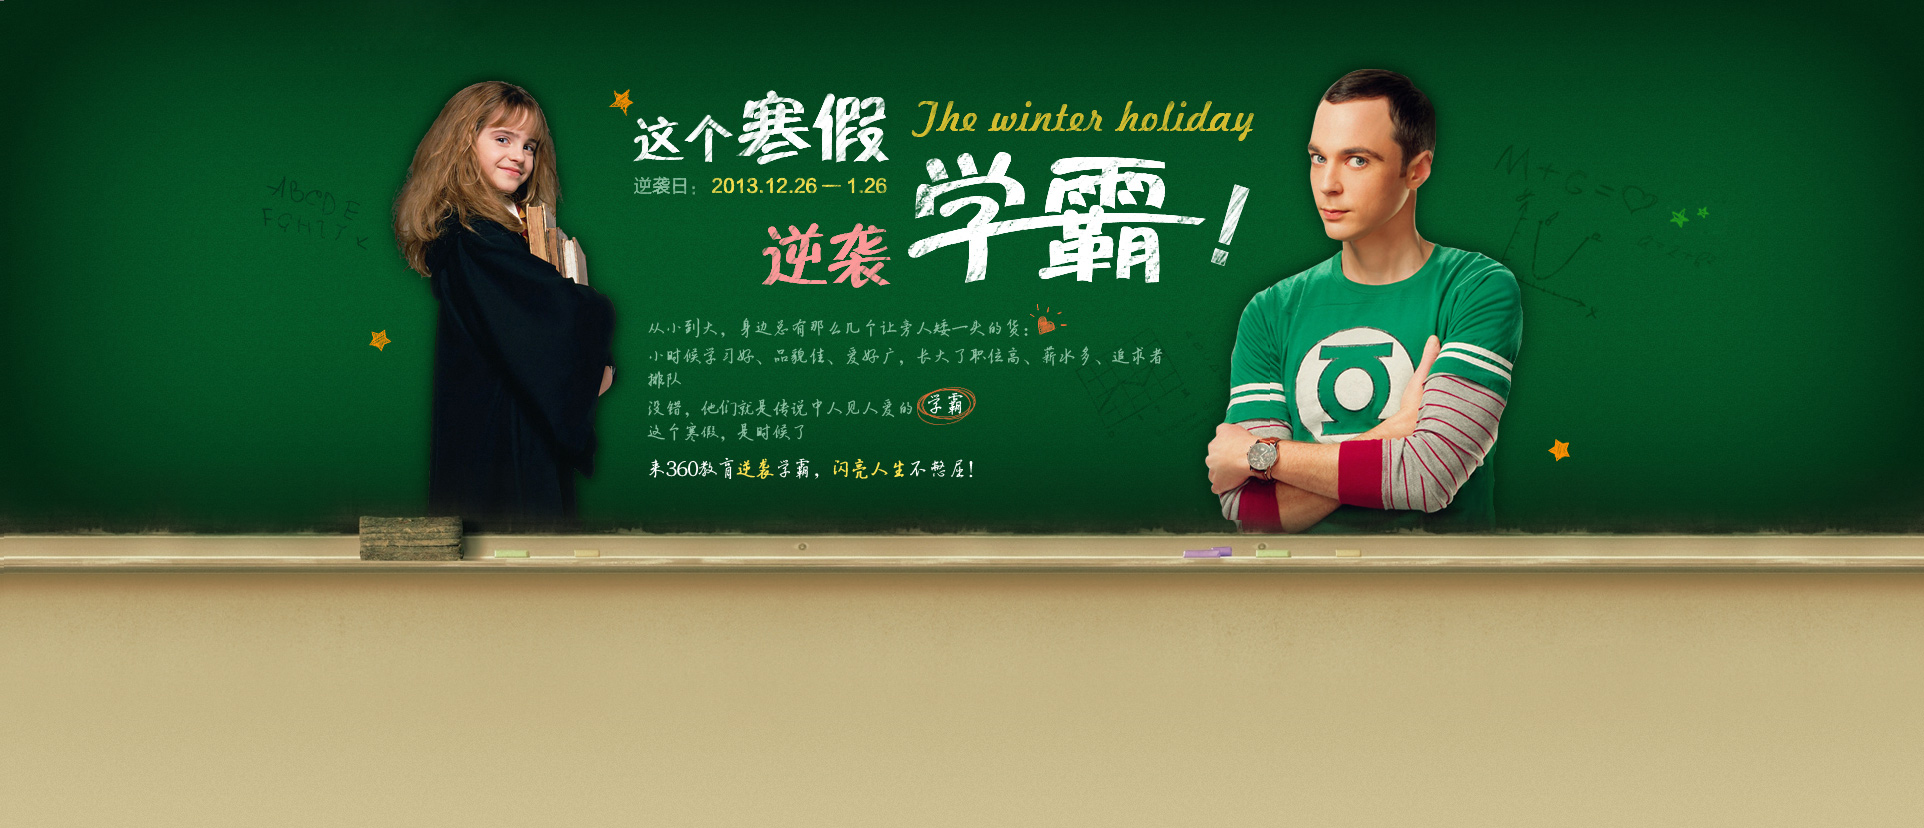 这个寒假
The winter holiday
逆袭日：2013.12.26 — 1.26
逆袭
学霸！
从小到大，身边总有那么几个让旁人矮一头的货：
小时候学习好、品貌佳、爱好广，长大了职位高、薪水多、追求者
排队
没错，他们就是传说中人见人爱的 学霸
这个寒假，是时候了
来360教育逆袭学霸，闪亮人生不憋屈！
ABCD E
M+G=♡